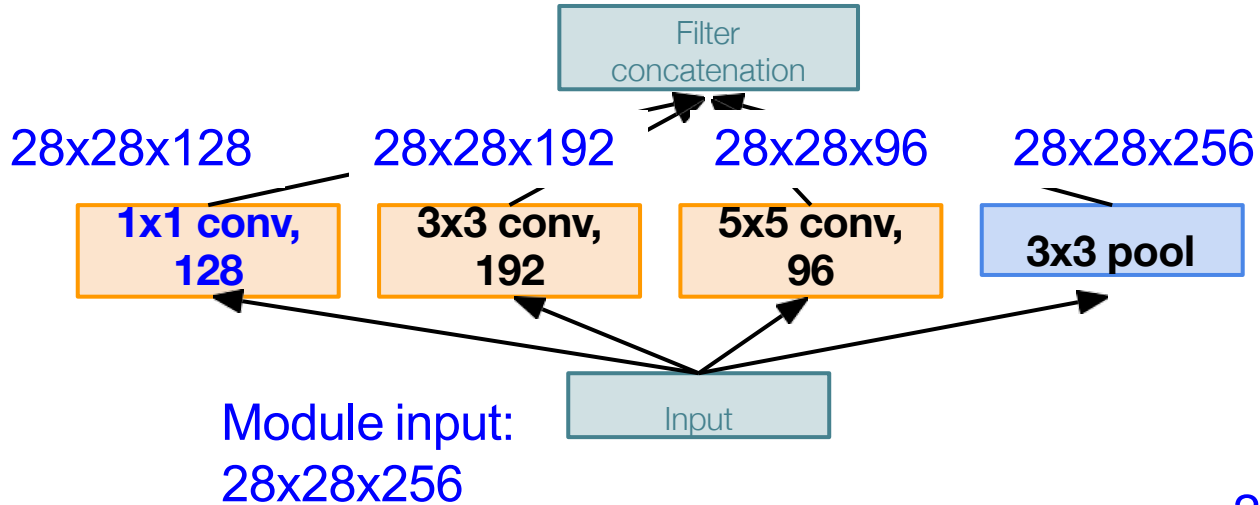 Filter
concatenation
28x28x128 28x28x192 28x28x96 28x28x256
1x1 conv,
128
3x3 conv,
192
5x5 conv,
96
3x3 pool
Input
Module input:
28x28x256